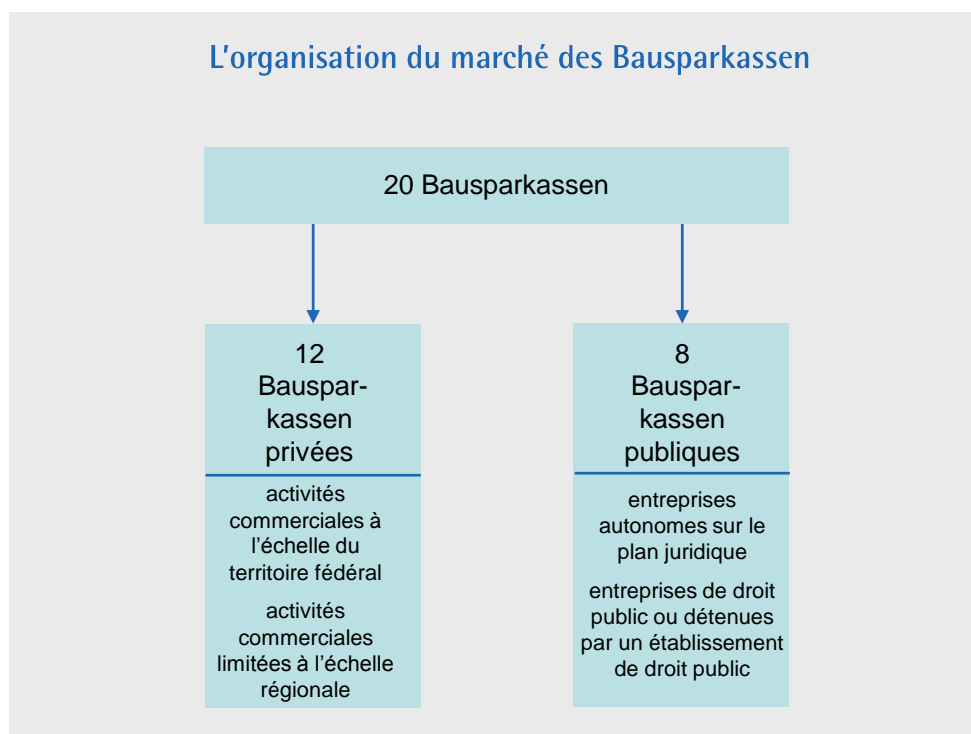 L'organisation du marché des Bausparkassen
20 Bausparkassen
12
Bauspar-
kassen
privées
activités
commerciales à
l'échelle du
territoire fédéral
activités
commerciales
limitées à l'échelle
régionale
8
Bauspar-
kassen
publiques
entreprises
autonomes sur le
plan juridique
entreprises de droit
public ou détenues
par un établissement
de droit public